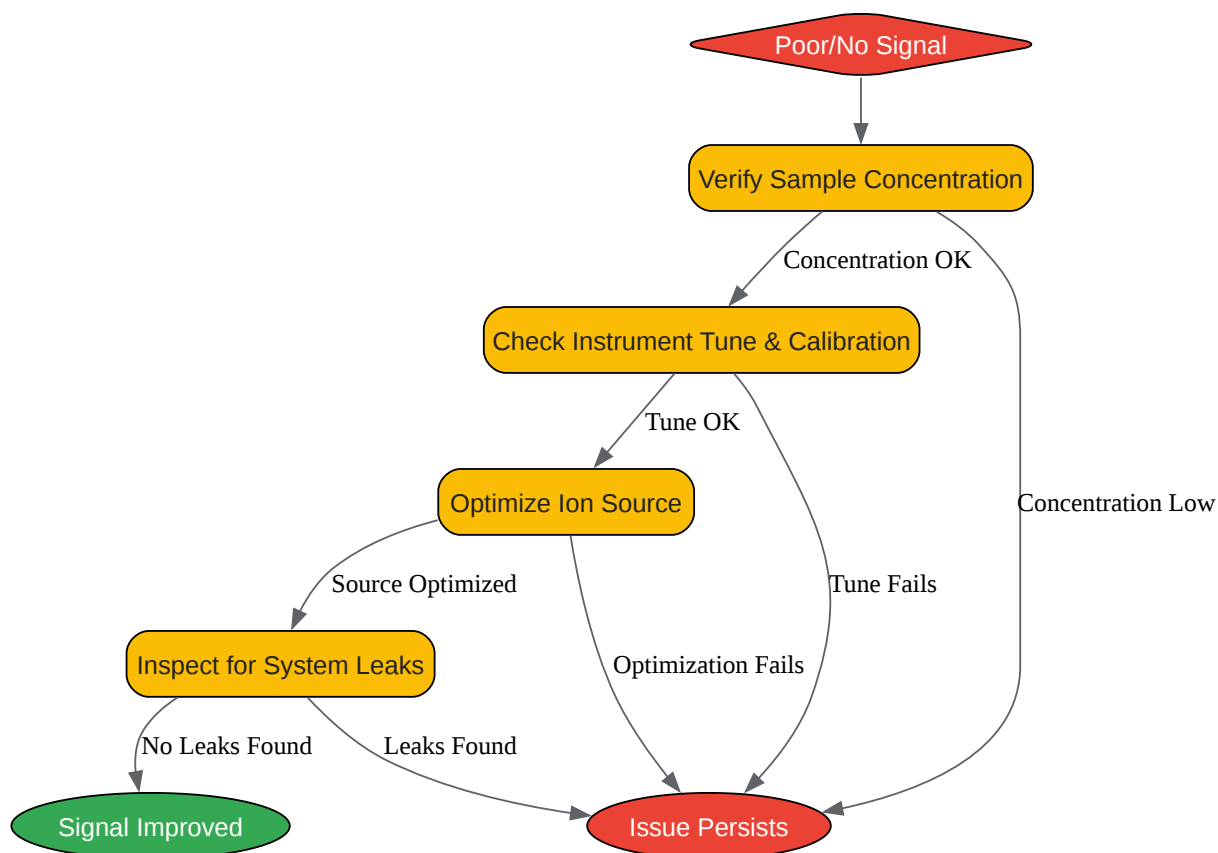 Poor/No Signal
Verify Sample Concentration
Concentration OK
Check Instrument Tune & Calibration
Tune OK
Optimize Ion Source
Concentration Low
Source Optimized
Tune Fails
Inspect for System Leaks
Optimization Fails
No Leaks Found
Leaks Found
Signal Improved
Issue Persists